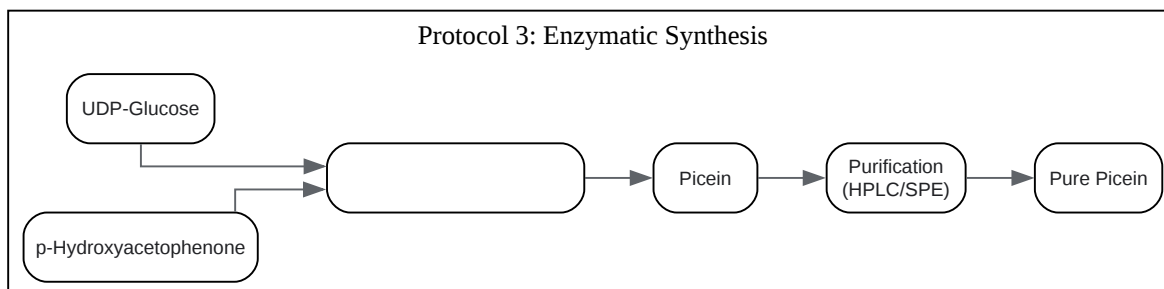 Protocol 3: Enzymatic Synthesis
UDP-Glucose
p-Hydroxyacetophenone
Picein
Purification
(HPLC/SPE)
Pure Picein